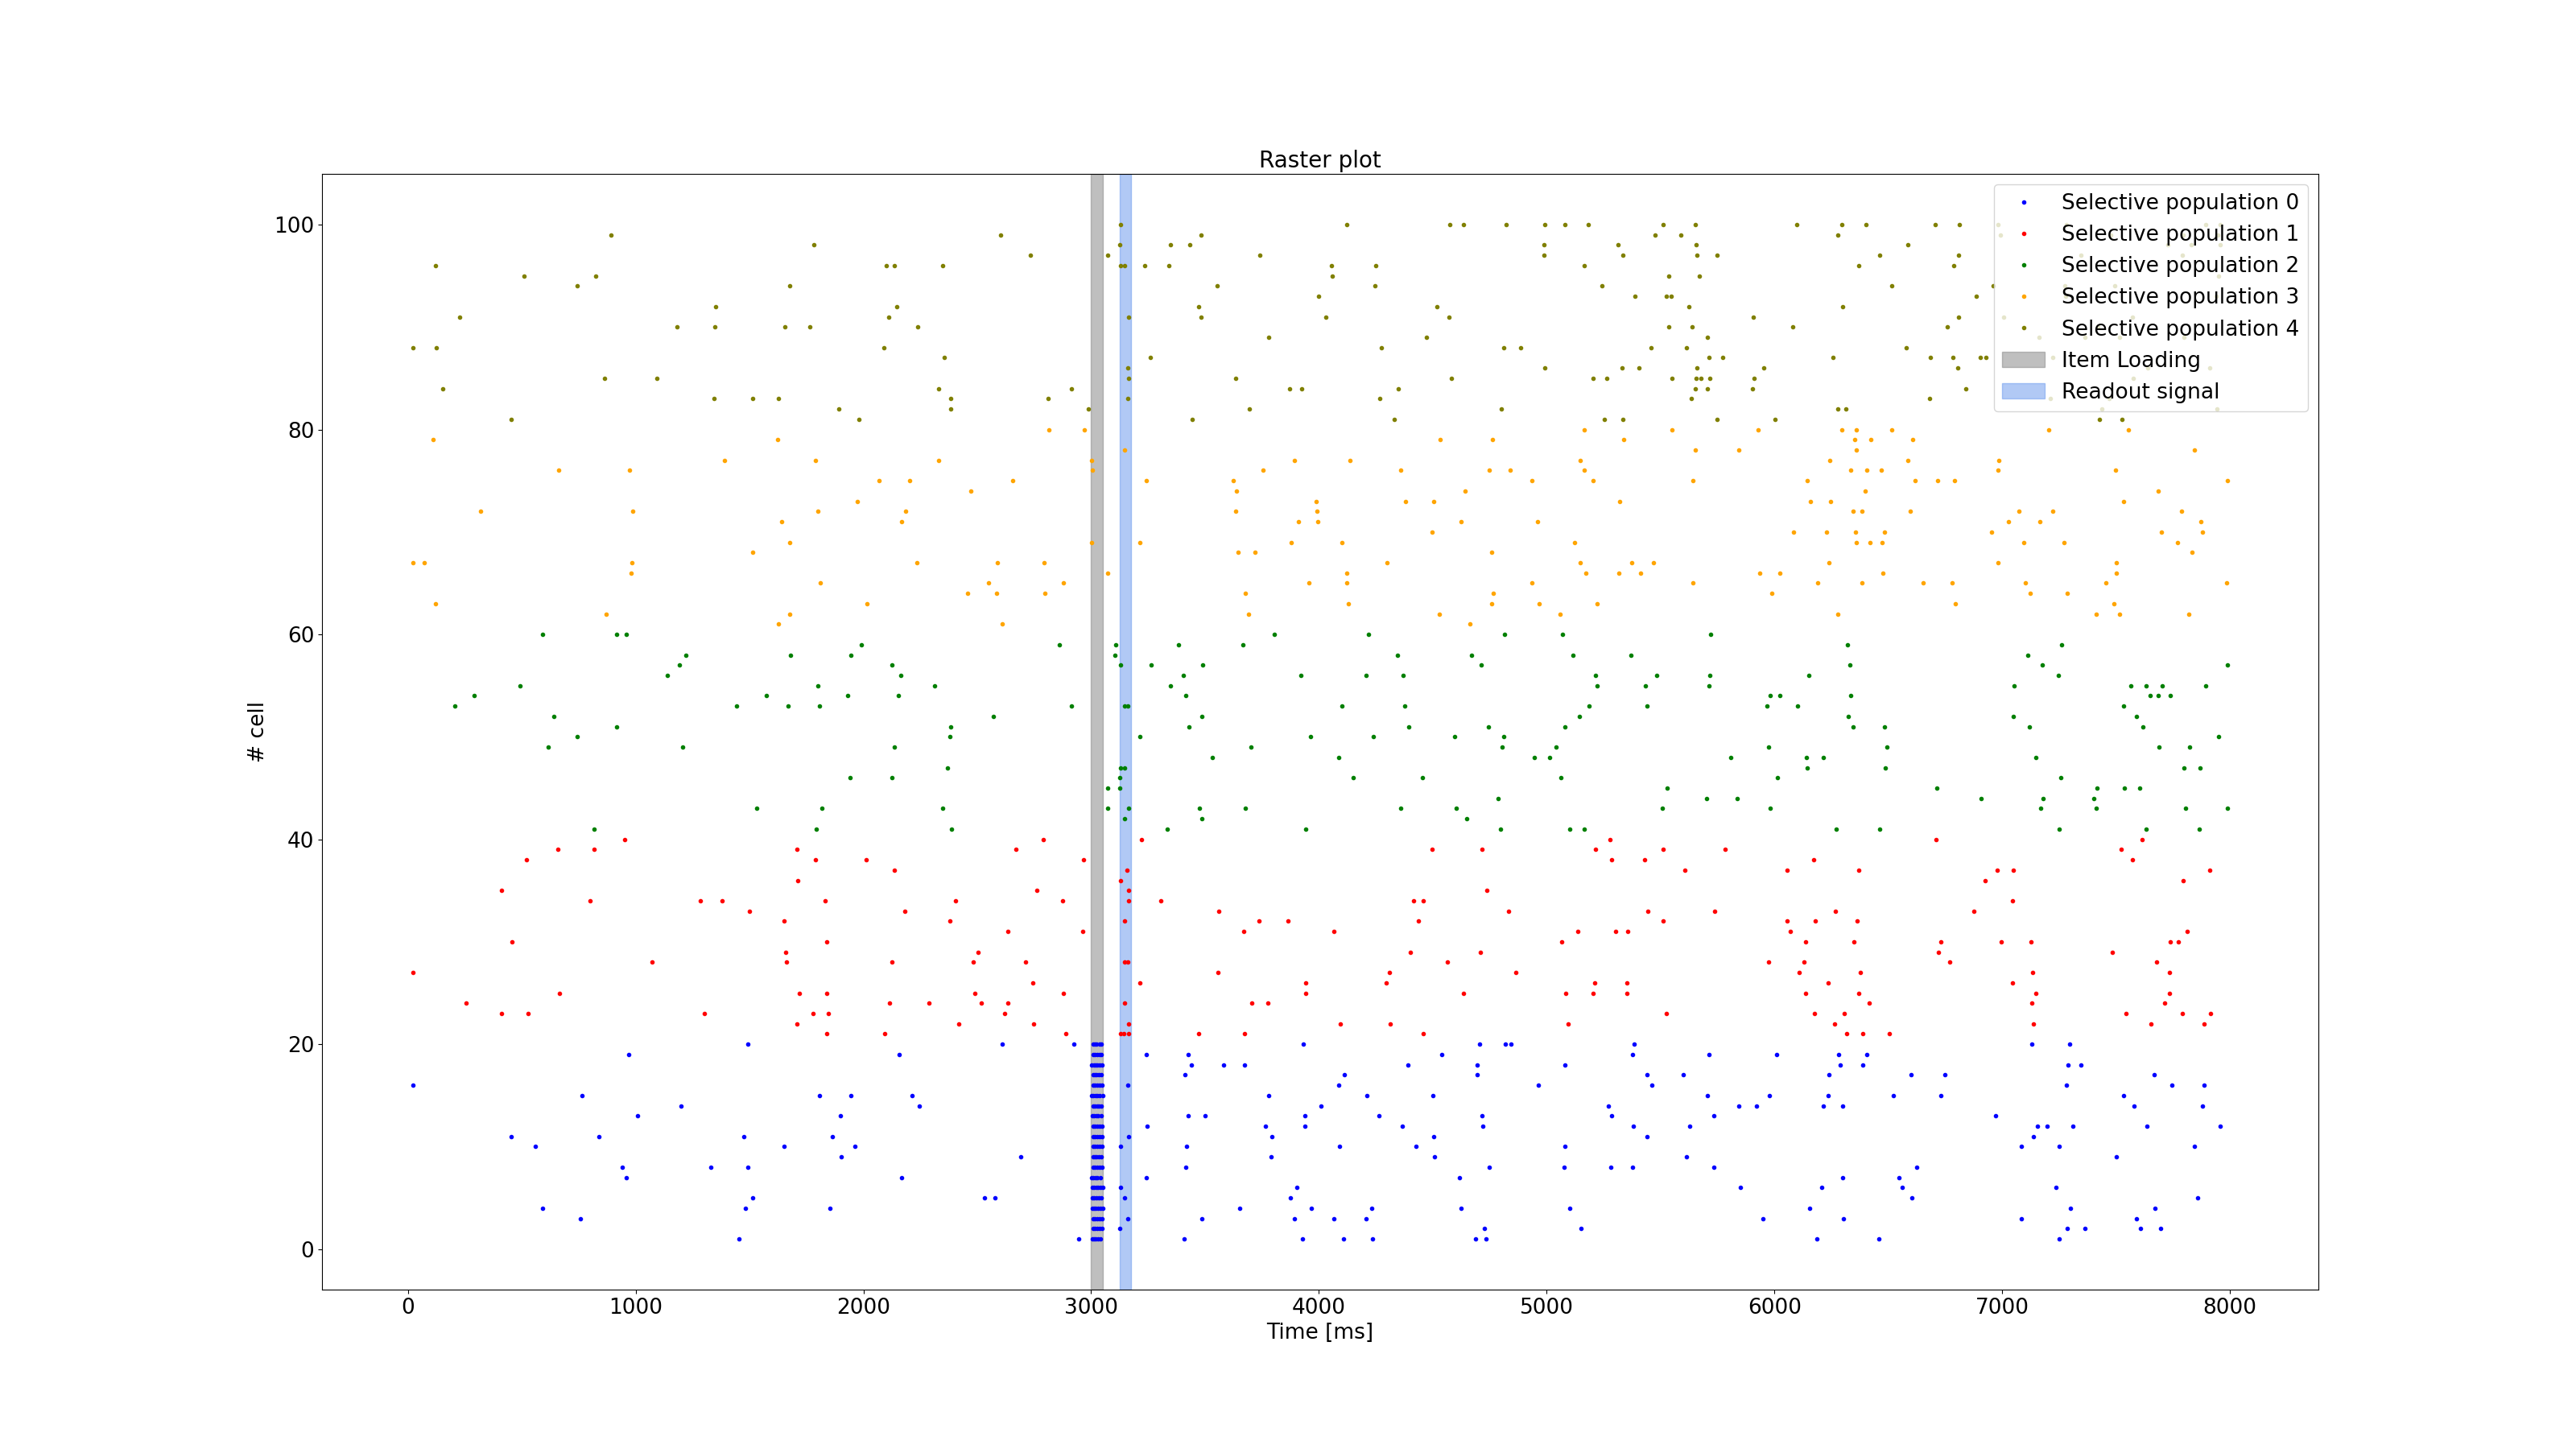 Raster plot
100
80
60
40
20
0
# cell
0 1000 2000 3000 4000 5000 6000 7000 8000
Time [ms]
Selective population 0
Selective population 1
Selective population 2
Selective population 3
Selective population 4
Item Loading
Readout signal